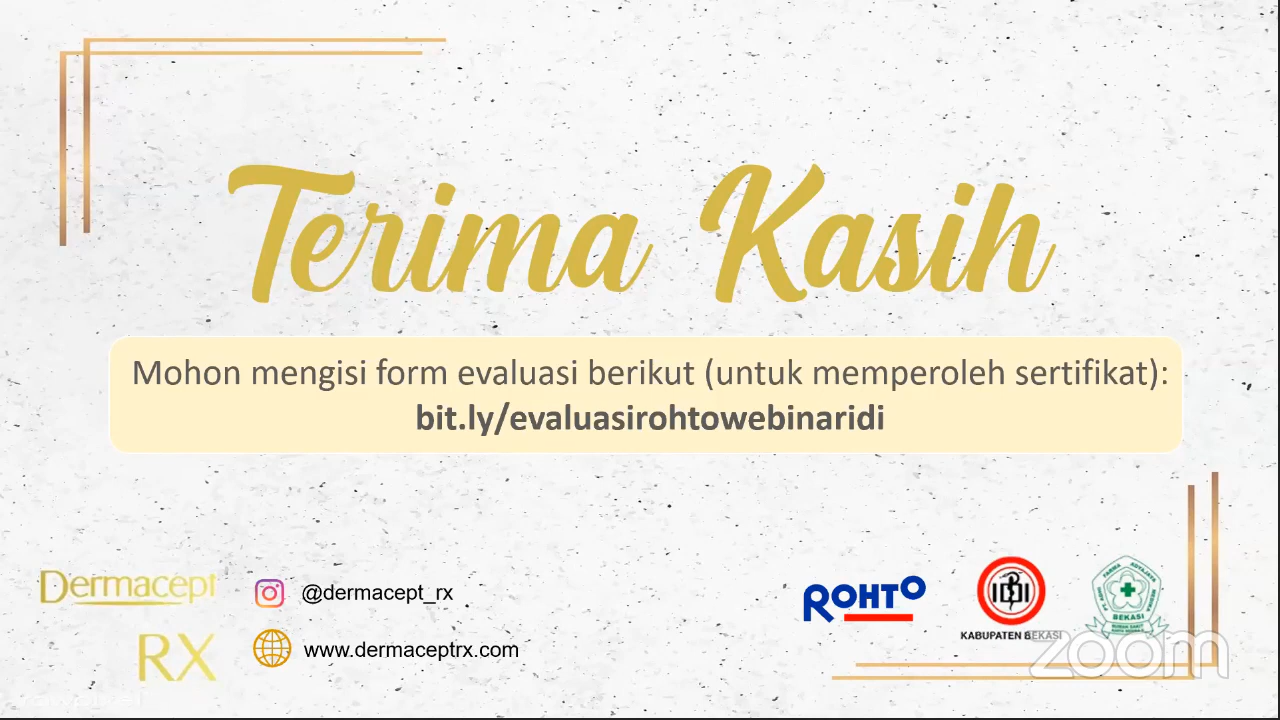 Terima Kasih
Mohon mengisi form evaluasi berikut (untuk memperoleh sertifikat):
bit.ly/evaluasirohtowebinaridi
Dermacept
RX
@dermacept_rx
www.dermaceptrx.com
ROHTO
IDI
KABUPATEN BEKASI
BEKASI
zoom